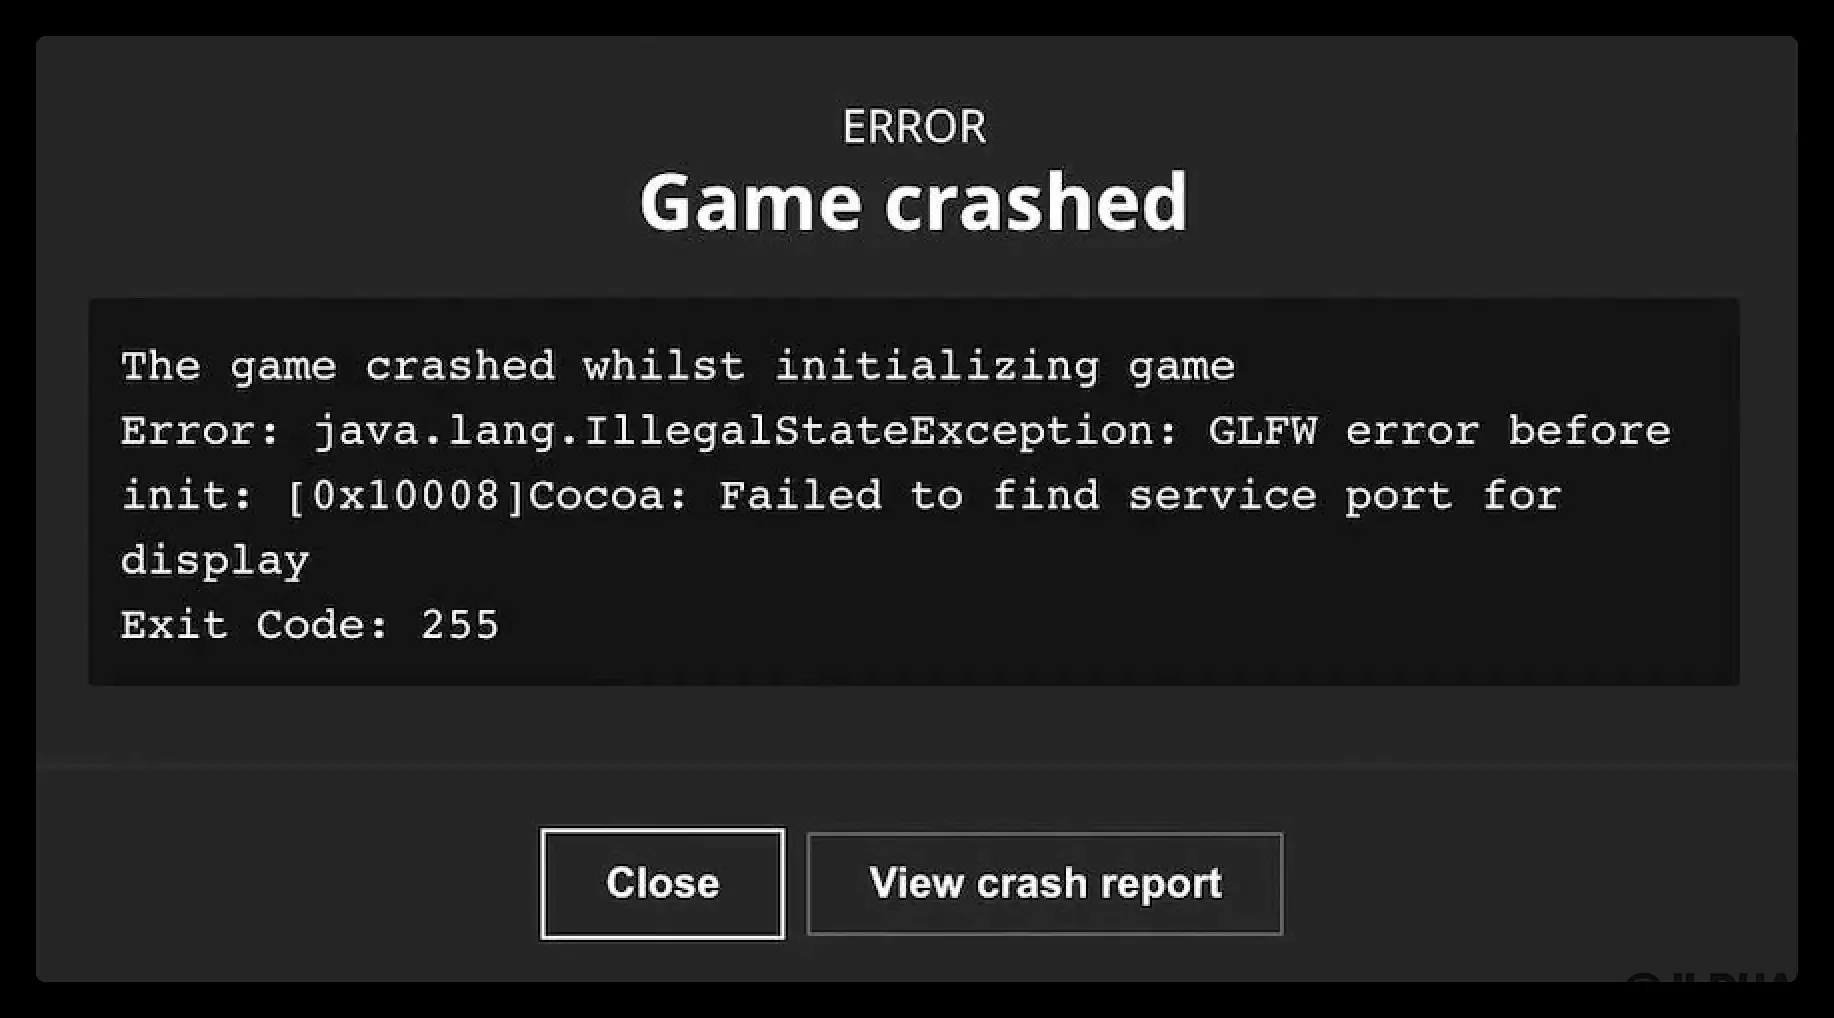 ERROR
Game crashed
The game crashed whilst initializing game
Error: java.lang.IllegalStateException: GLFW error before
init: [0x10008]Cocoa: Failed to find service port for
display
Exit Code: 255
Close
View crash report